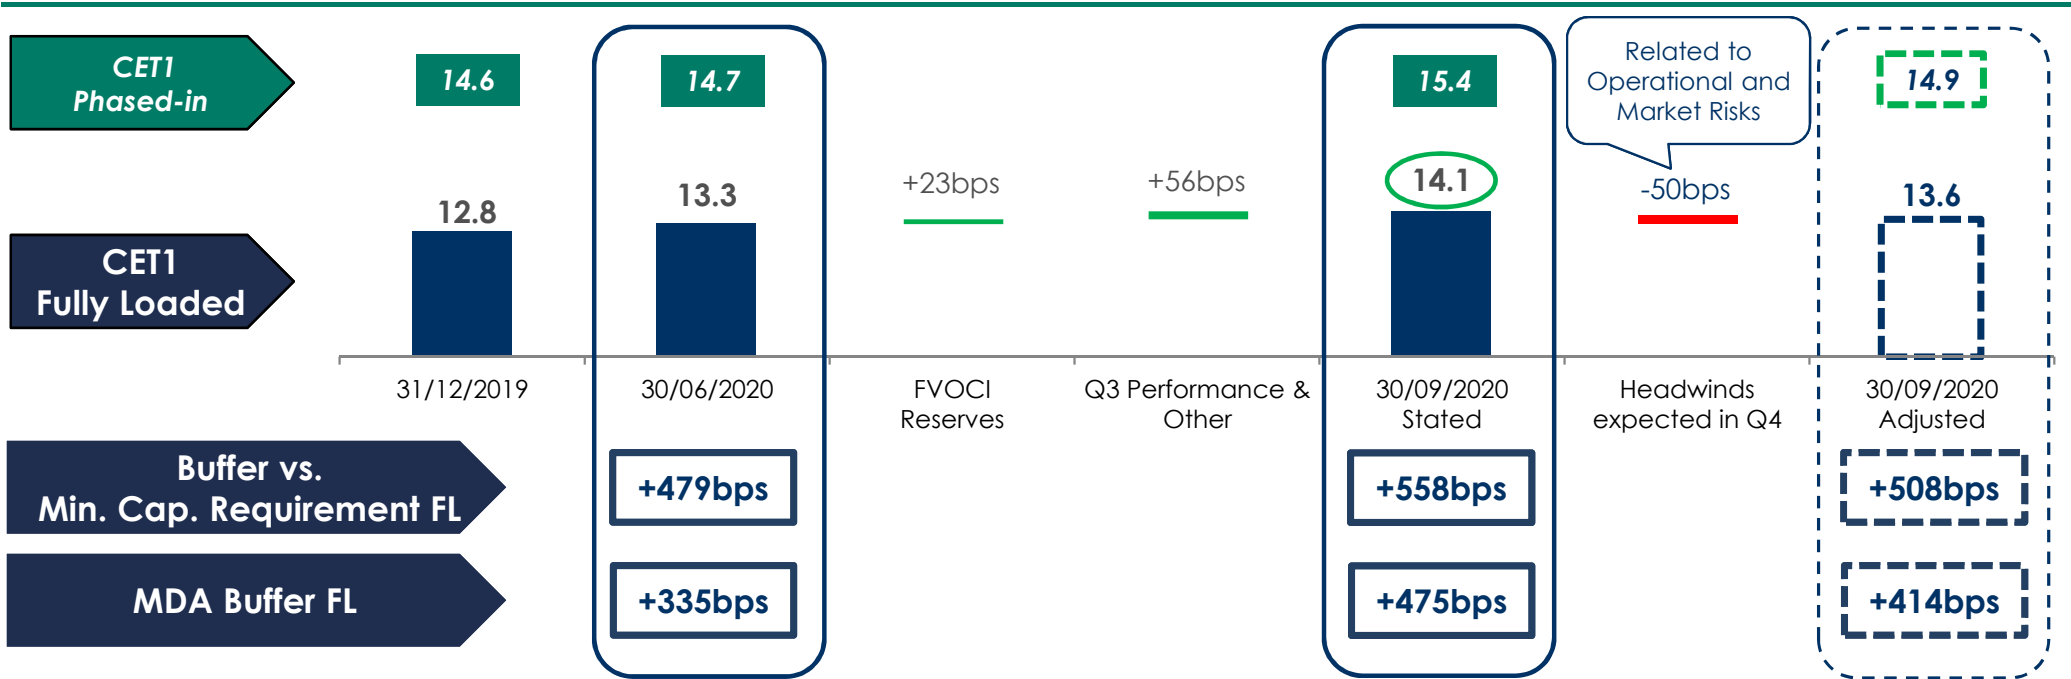 CET1
Phased-in
14.6
14.7
15.4
Related to
Operational and
Market Risks
14.9
CET1
Fully Loaded
12.8
13.3
+23bps
+56bps
14.1
-50bps
13.6
31/12/2019
30/06/2020
FVOCI
Reserves
Q3 Performance &
Other
30/09/2020
Stated
Headwinds
expected in Q4
30/09/2020
Adjusted
Buffer vs.
Min. Cap. Requirement FL
+479bps
+558bps
+508bps
MDA Buffer FL
+335bps
+475bps
+414bps